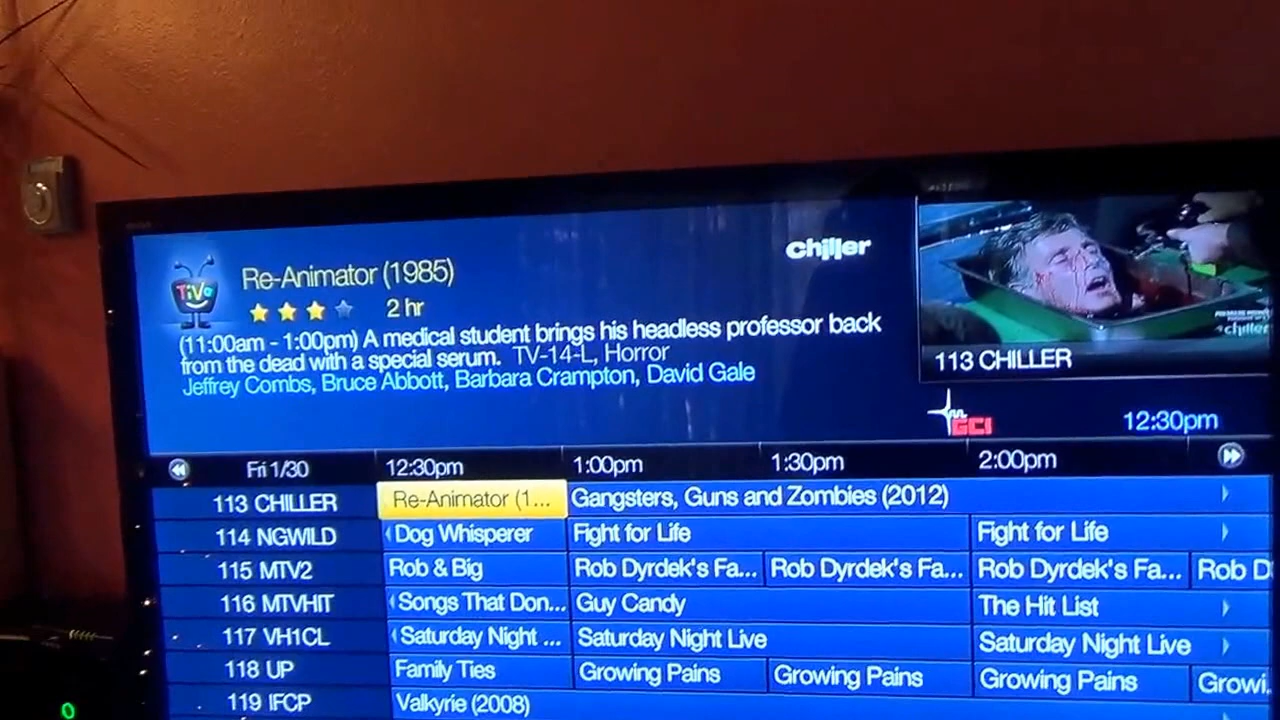 chiller
TiVo
Re-Animator (1985)
2 hr
(11:00am - 1:00pm) A medical student brings his headless professor back
from the dead with a special serum. TV-14-L, Horror
Jeffrey Combs, Bruce Abbott, Barbara Crampton, David Gale
chiller
113 CHILLER
GCI
12:30pm
Fri 1/30 12:30pm 1:00pm 1:30pm 2:00pm
113 CHILLER Re-Animator (1... Gangsters, Guns and Zombies (2012)
114 NGWILD Dog Whisperer Fight for Life Fight for Life
115 MTV2 Rob & Big Rob Dyrdek's Fa... Rob Dyrdek's Fa... Rob Dyrdek's Fa... Rob D
116 MTVHIT Songs That Don... Guy Candy The Hit List
117 VH1CL Saturday Night ... Saturday Night Live Saturday Night Live
118 UP Family Ties Growing Pains Growing Pains Growing Pains Growi.
119 IFCP Valkyrie (2008)
0